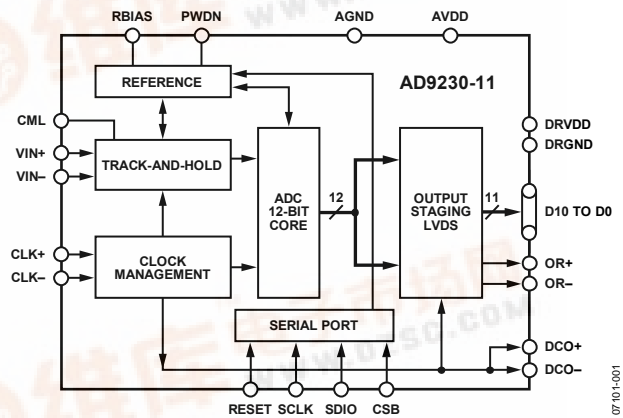 RBIAS PWDN AGND AVDD
REFERENCE
AD9230-11
CML
DRVDD
DRGND
VIN+
VIN–
TRACK-AND-HOLD
ADC
12-BIT
CORE
12
OUTPUT
STAGING
LVDS
11
D10 TO D0
CLK+
CLK–
CLOCK
MANAGEMENT
OR+
OR–
SERIAL PORT
DCO+
DCO–
RESET SCLK SDIO CSB
07101-001